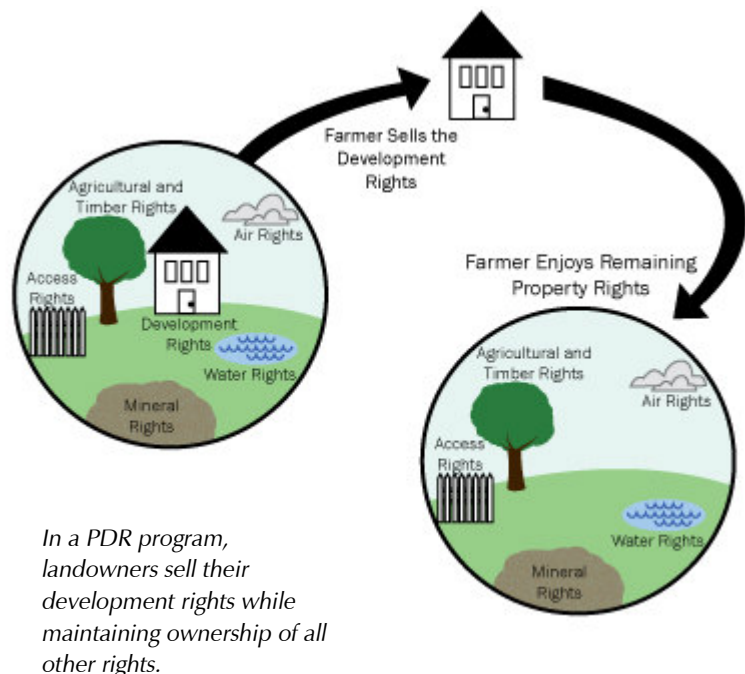 Farmer Sells the
Development
Rights
Agricultural and
Timber Rights
Air Rights
Access
Rights
Development
Rights
Water Rights
Mineral
Rights
Farmer Enjoys Remaining
Property Rights
Agricultural and
Timber Rights
Air Rights
Access
Rights
Water Rights
Mineral
Rights
In a PDR program,
landowners sell their
development rights while
maintaining ownership of all
other rights.